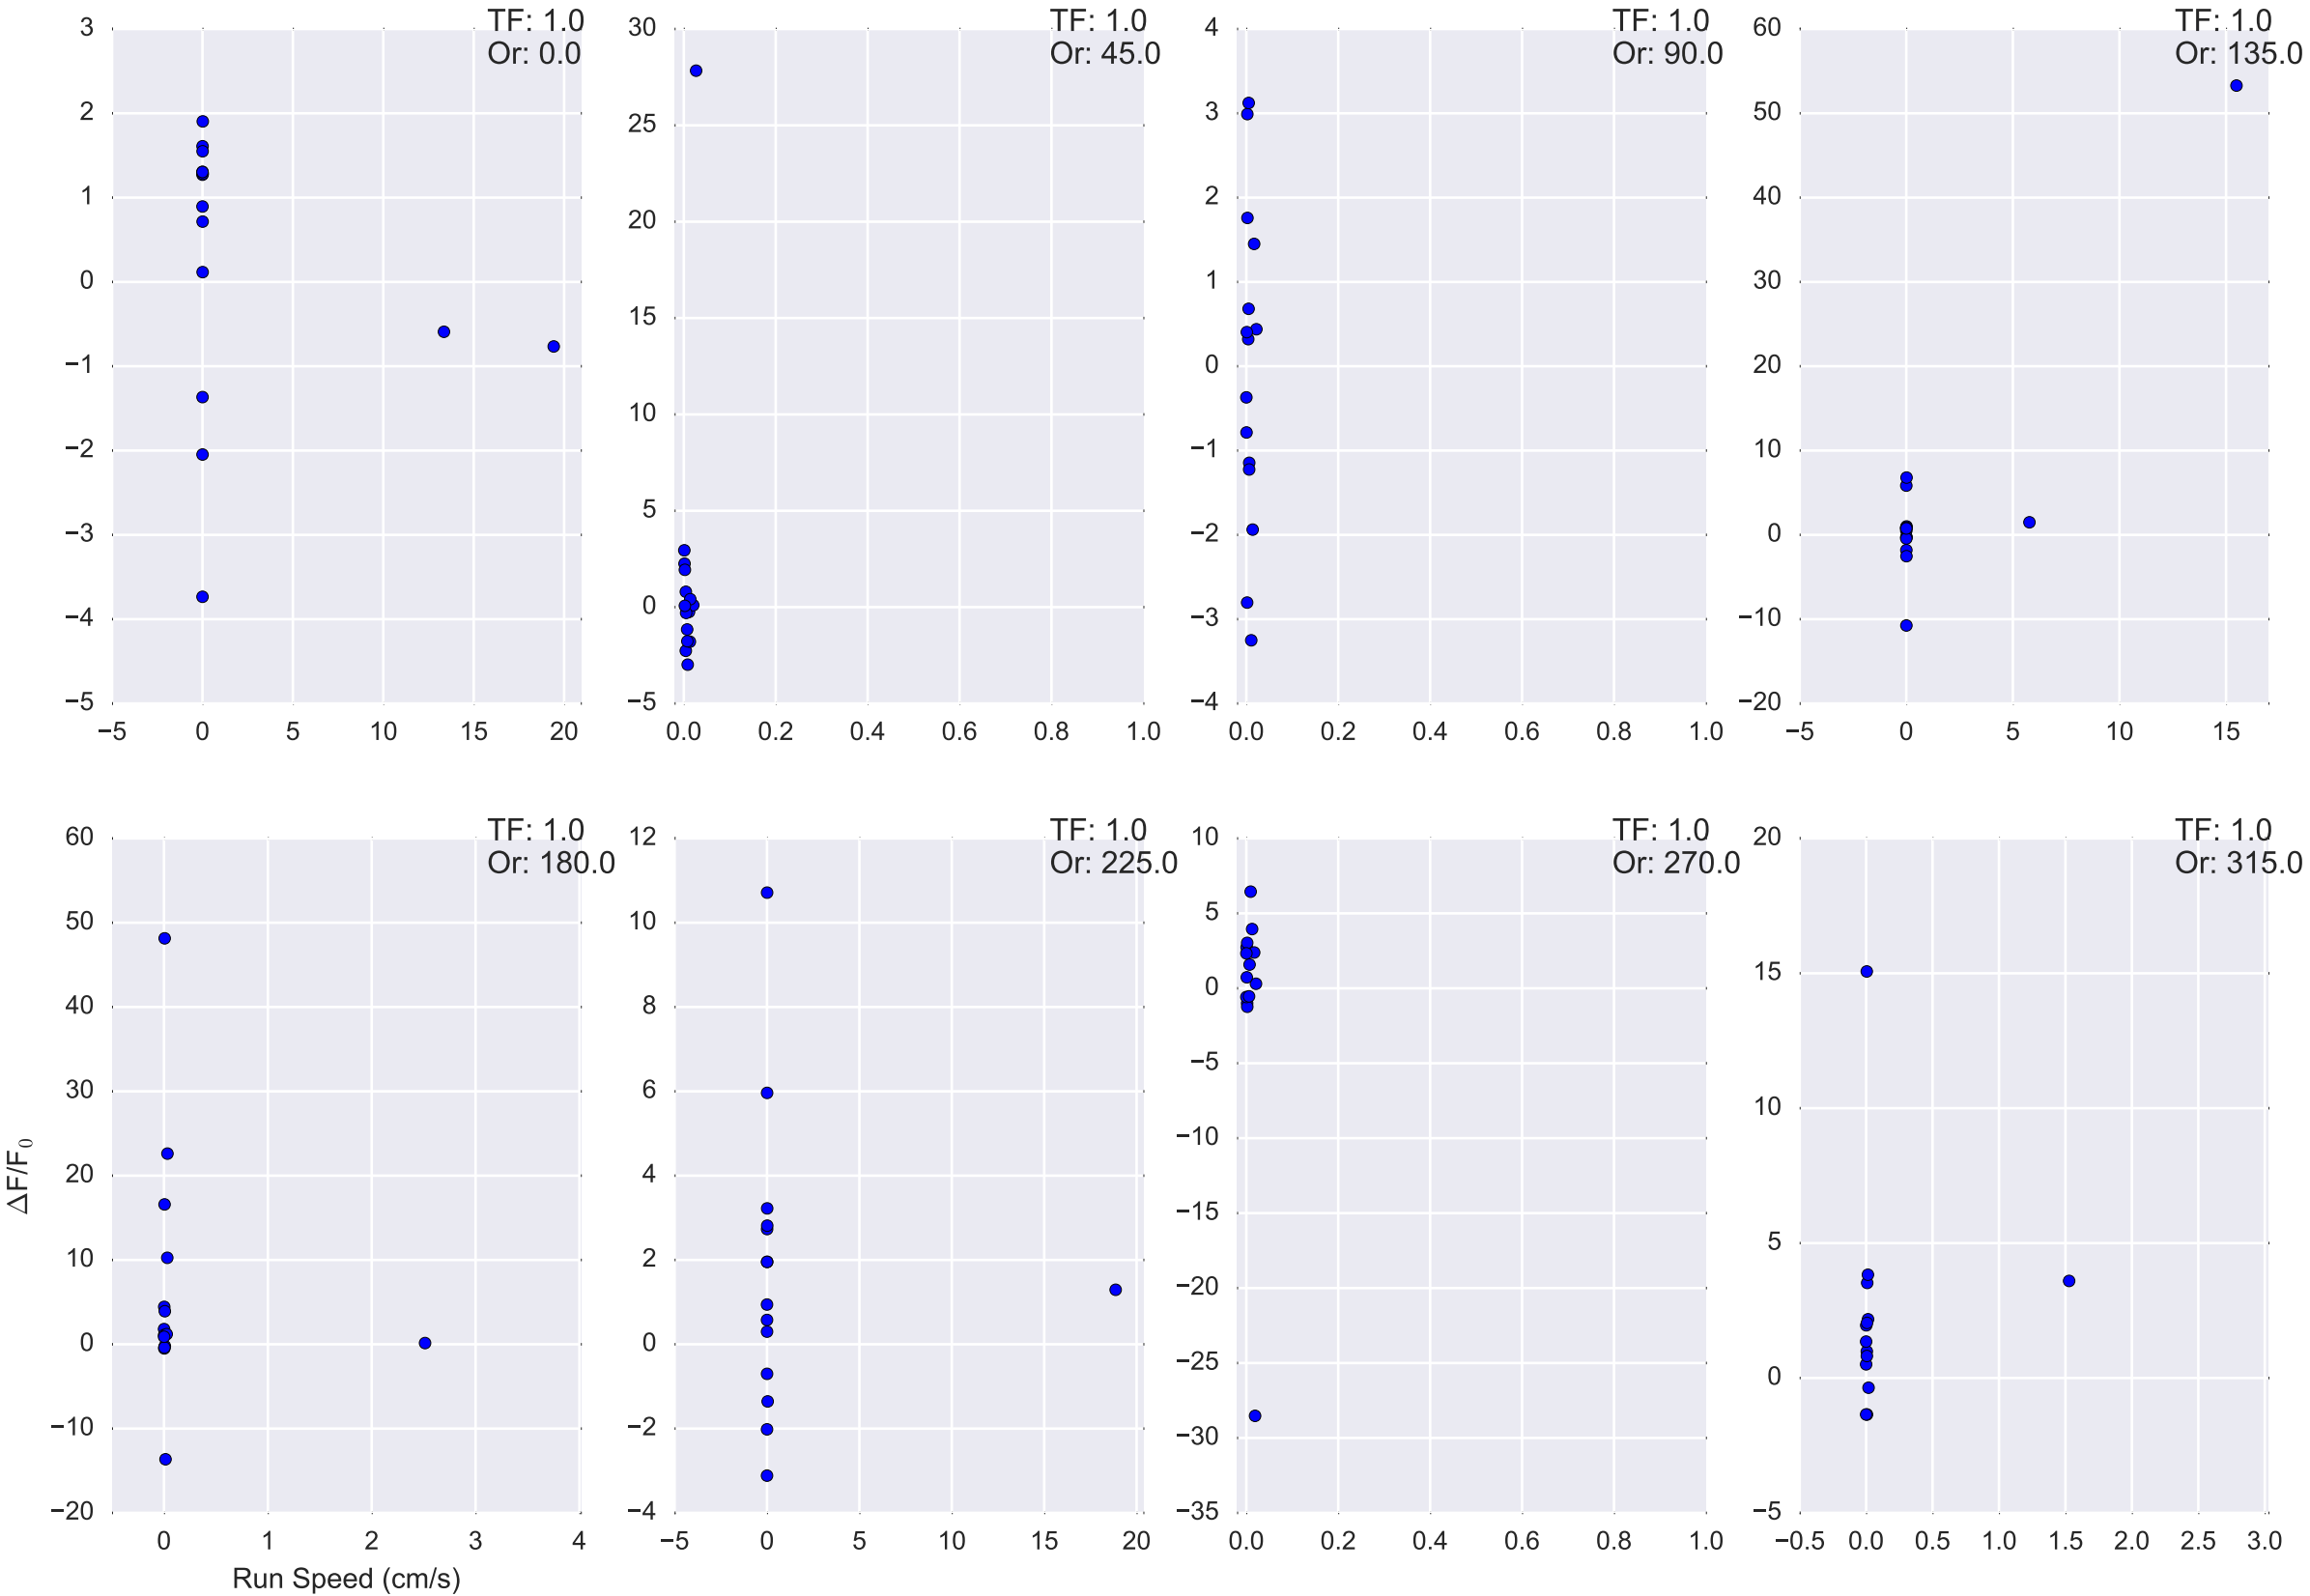 TF: 1.0
Or: 0.0
3
2
1
0
−1
−2
−3
−4
−5
−5 0 5 10 15 20
TF: 1.0
Or: 45.0
30
25
20
15
10
5
0
−5
0.0 0.2 0.4 0.6 0.8 1.0
TF: 1.0
Or: 90.0
4
3
2
1
0
−1
−2
−3
−4
0.0 0.2 0.4 0.6 0.8 1.0
TF: 1.0
Or: 135.0
60
50
40
30
20
10
0
−10
−20
−5 0 5 10 15
TF: 1.0
Or: 180.0
60
50
40
30
20
10
0
−10
−20
0 1 2 3 4
ΔF/F₀
Run Speed (cm/s)
TF: 1.0
Or: 225.0
12
10
8
6
4
2
0
−2
−4
−5 0 5 10 15 20
TF: 1.0
Or: 270.0
10
5
0
−5
−10
−15
−20
−25
−30
−35
0.0 0.2 0.4 0.6 0.8 1.0
TF: 1.0
Or: 315.0
20
15
10
5
0
−5
−0.5 0.0 0.5 1.0 1.5 2.0 2.5 3.0